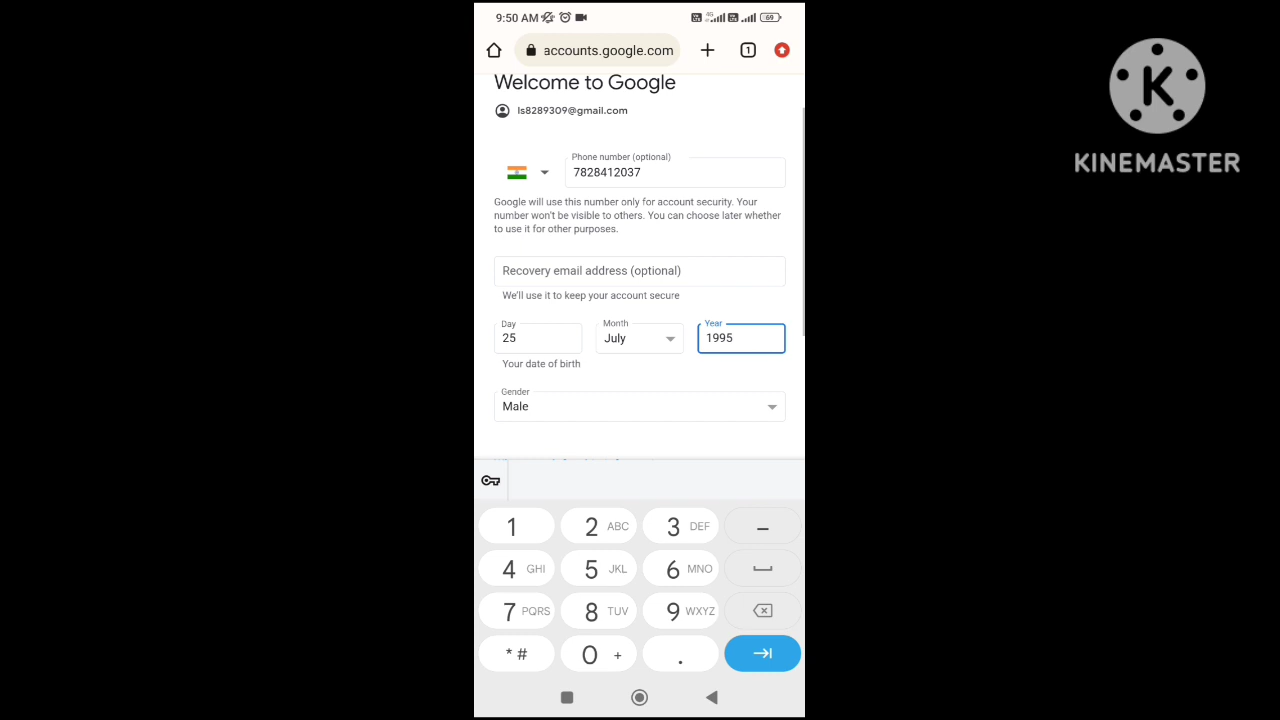 9:50 AM
4G
69
accounts.google.com
1
Welcome to Google
ls8289309@gmail.com
Phone number (optional)
7828412037
Google will use this number only for account security. Your
number won't be visible to others. You can choose later whether
to use it for other purposes.
Recovery email address (optional)
We'll use it to keep your account secure
Day
25
Month
July
Year
1995
Your date of birth
Gender
Male
1
2 ABC
3 DEF
–
4 GHI
5 JKL
6 MNO
7 PQRS
8 TUV
9 WXYZ
* #
0 +
.
K
KINEMASTER